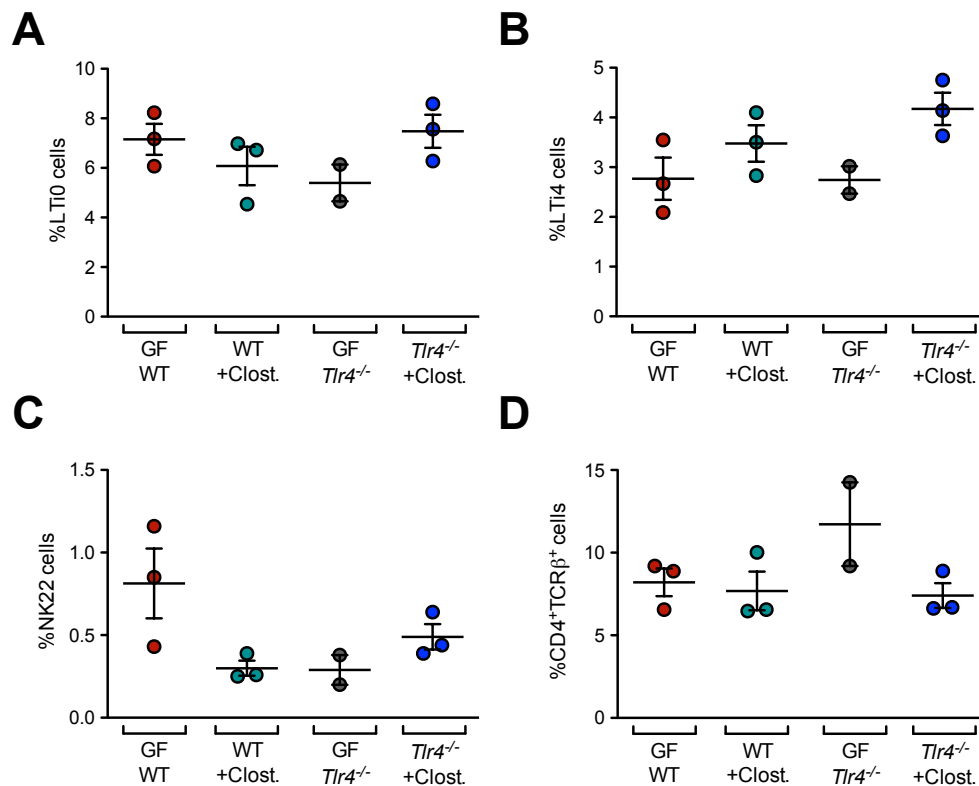 A
%LTi0 cells
10
8
6
4
2
0
GF
WT
WT
+Clost.
GF
Tlr4-/-
Tlr4-/-
+Clost.
B
%LTi4 cells
5
4
3
2
1
0
GF
WT
WT
+Clost.
GF
Tlr4-/-
Tlr4-/-
+Clost.
C
%NK22 cells
1.5
1.0
0.5
0.0
GF
WT
WT
+Clost.
GF
Tlr4-/-
Tlr4-/-
+Clost.
D
%CD4+TCRβ+ cells
15
10
5
0
GF
WT
WT
+Clost.
GF
Tlr4-/-
Tlr4-/-
+Clost.